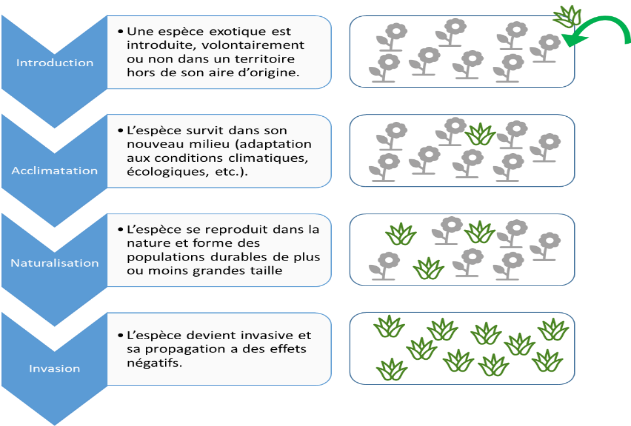 Introduction
• Une espèce exotique est
introduite, volontairement
ou non dans un territoire
hors de son aire d'origine.
Acclimatation
• L'espèce survit dans son
nouveau milieu (adaptation
aux conditions climatiques,
écologiques, etc.).
Naturalisation
• L'espèce se reproduit dans la
nature et forme des
populations durables de plus
ou moins grandes taille
Invasion
• L'espèce devient invasive et
sa propagation a des effets
négatifs.